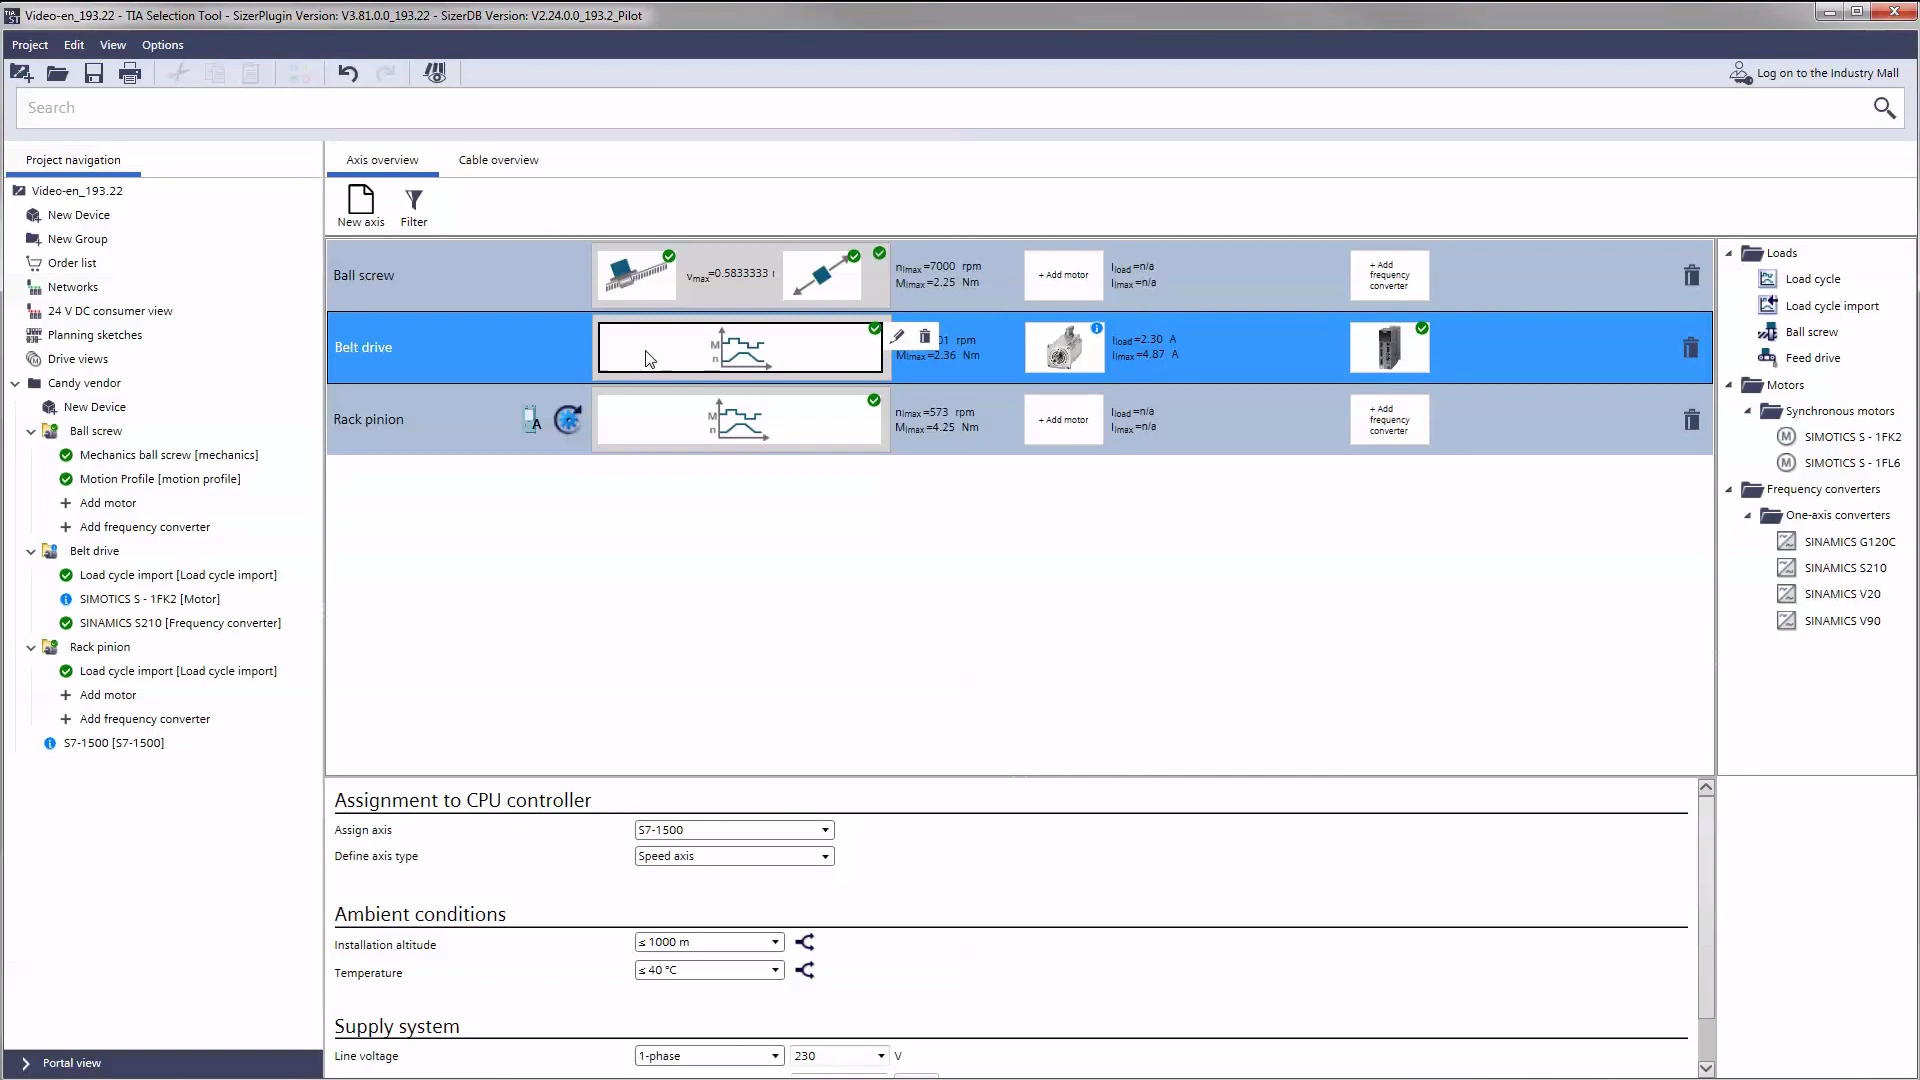 Video-en_193.22 - TIA Selection Tool - SizerPlugin Version: V3.81.0.0_193.22 - SizerDB Version: V2.24.0.0_193.2_Pilot
Project Edit View Options
Log on to the Industry Mall
Search
Project navigation
Video-en_193.22
New Device
New Group
Order list
Networks
24 V DC consumer view
Planning sketches
Drive views
Candy vendor
New Device
Ball screw
Mechanics ball screw [mechanics]
Motion Profile [motion profile]
Add motor
Add frequency converter
Belt drive
Load cycle import [Load cycle import]
SIMOTICS S - 1FK2 [Motor]
SINAMICS S210 [Frequency converter]
Rack pinion
Load cycle import [Load cycle import]
Add motor
Add frequency converter
S7-1500 [S7-1500]
Portal view
Axis overview Cable overview
New axis Filter
Ball screw
vmax=0.5833333
nlmax=7000 rpm
Mlmax=2.25 Nm
+ Add motor
Iload=n/a
Ilmax=n/a
+ Add
frequency
converter
Belt drive
M
n
01 rpm
Mlmax=2.36 Nm
Iload=2.30 A
Ilmax=4.87 A
Rack pinion
A
M
n
nlmax=573 rpm
Mlmax=4.25 Nm
+ Add motor
Iload=n/a
Ilmax=n/a
+ Add
frequency
converter
Loads
Load cycle
Load cycle import
Ball screw
Feed drive
Motors
Synchronous motors
M SIMOTICS S - 1FK2
M SIMOTICS S - 1FL6
Frequency converters
One-axis converters
SINAMICS G120C
SINAMICS S210
SINAMICS V20
SINAMICS V90
Assignment to CPU controller
Assign axis S7-1500
Define axis type Speed axis
Ambient conditions
Installation altitude ≤ 1000 m
Temperature ≤ 40 °C
Supply system
Line voltage 1-phase 230 V